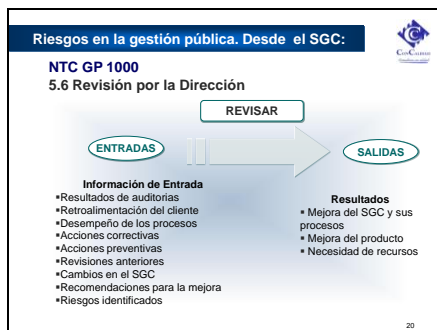 Riesgos en la gestión pública. Desde el SGC:
NTC GP 1000
5.6 Revisión por la Dirección
REVISAR
ENTRADAS
SALIDAS
Información de Entrada
▪Resultados de auditorias
▪Retroalimentación del cliente
▪Desempeño de los procesos
▪Acciones correctivas
▪Acciones preventivas
▪Revisiones anteriores
▪Cambios en el SGC
▪Recomendaciones para la mejora
▪Riesgos identificados
Resultados
▪ Mejora del SGC y sus
procesos
▪ Mejora del producto
▪ Necesidad de recursos
20